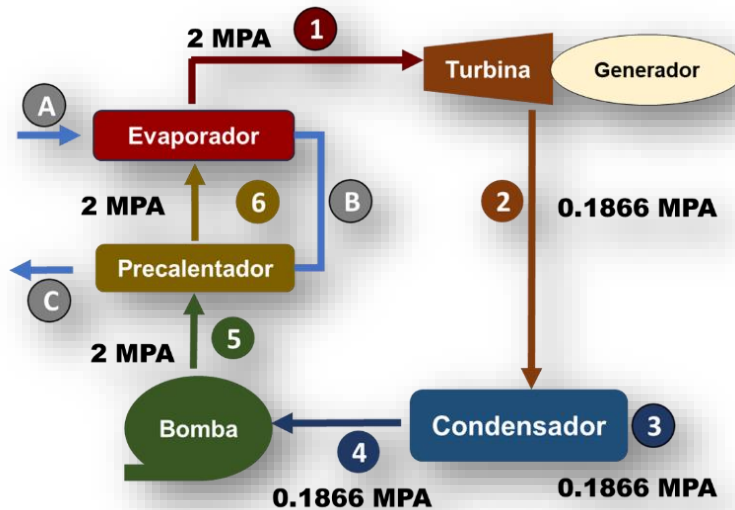 2 MPA
1
Turbina
Generador
A
Evaporador
2 MPA
6
B
2
0.1866 MPA
Precalentador
C
2 MPA
5
Bomba
4
0.1866 MPA
Condensador
3
0.1866 MPA